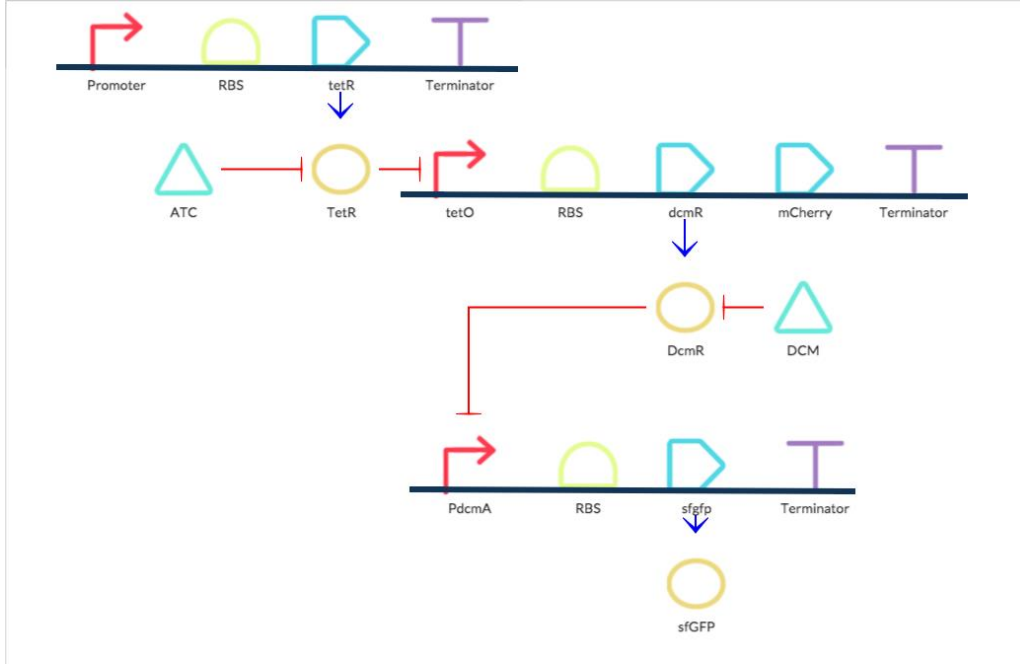 Promoter RBS tetR Terminator
ATC TetR tetO RBS dcmR mCherry Terminator
DcmR DCM
PdcmA RBS sfgfp Terminator
sfGFP